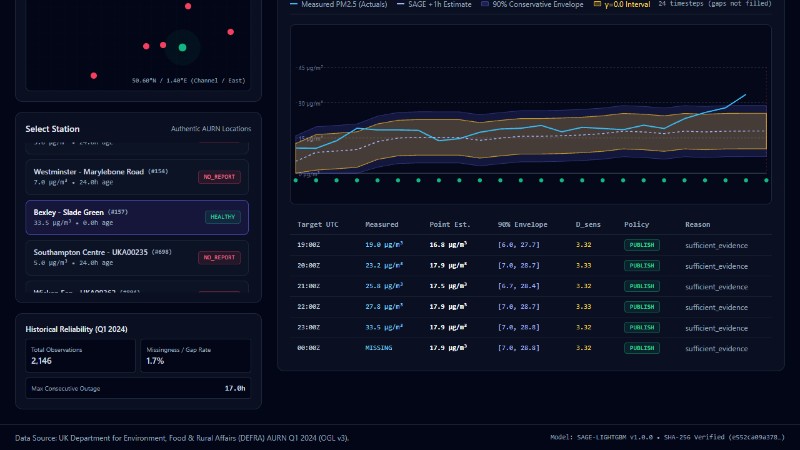 50.60°N / 1.40°E (Channel / East)
Select Station
Authentic AURN Locations
Westminster - Marylebone Road (#154)
7.0 μg/m³ • 24.0h age
NO_REPORT
Bexley - Slade Green (#157)
33.5 μg/m³ • 0.0h age
HEALTHY
Southampton Centre - UKA00235 (#698)
5.0 μg/m³ • 24.0h age
NO_REPORT
Historical Reliability (Q1 2024)
Total Observations
2,146
Missingness / Gap Rate
1.7%
Max Consecutive Outage
17.0h
Measured PM2.5 (Actuals)
SAGE +1h Estimate
90% Conservative Envelope
γ=0.0 Interval
24 timesteps (gaps not filled)
45 μg/m³
30 μg/m³
15 μg/m³
Target UTC Measured Point Est. 90% Envelope D_sens Policy Reason
19:00Z 19.0 μg/m³ 16.8 μg/m³ [6.0, 27.7] 3.32 PUBLISH sufficient_evidence
20:00Z 23.2 μg/m³ 17.9 μg/m³ [7.0, 28.7] 3.33 PUBLISH sufficient_evidence
21:00Z 25.8 μg/m³ 17.5 μg/m³ [6.7, 28.4] 3.32 PUBLISH sufficient_evidence
22:00Z 27.8 μg/m³ 17.9 μg/m³ [7.0, 28.7] 3.33 PUBLISH sufficient_evidence
23:00Z 33.5 μg/m³ 17.9 μg/m³ [7.0, 28.8] 3.32 PUBLISH sufficient_evidence
00:00Z MISSING 17.9 μg/m³ [7.0, 28.8] 3.32 PUBLISH sufficient_evidence
Data Source: UK Department for Environment, Food & Rural Affairs (DEFRA) AURN Q1 2024 (OGL v3).
Model: SAGE-LIGHTGBM v1.0.0 • SHA-256 Verified (e552ca09a378…)